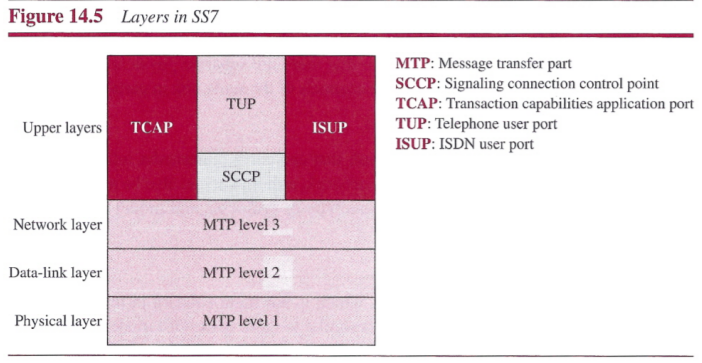 Figure 14.5 Layers in SS7
MTP: Message transfer part
SCCP: Signaling connection control point
TCAP: Transaction capabilities application port
TUP: Telephone user port
ISUP: ISDN user port
Upper layers
TCAP
TUP
ISUP
SCCP
Network layer
MTP level 3
Data-link layer
MTP level 2
Physical layer
MTP level 1